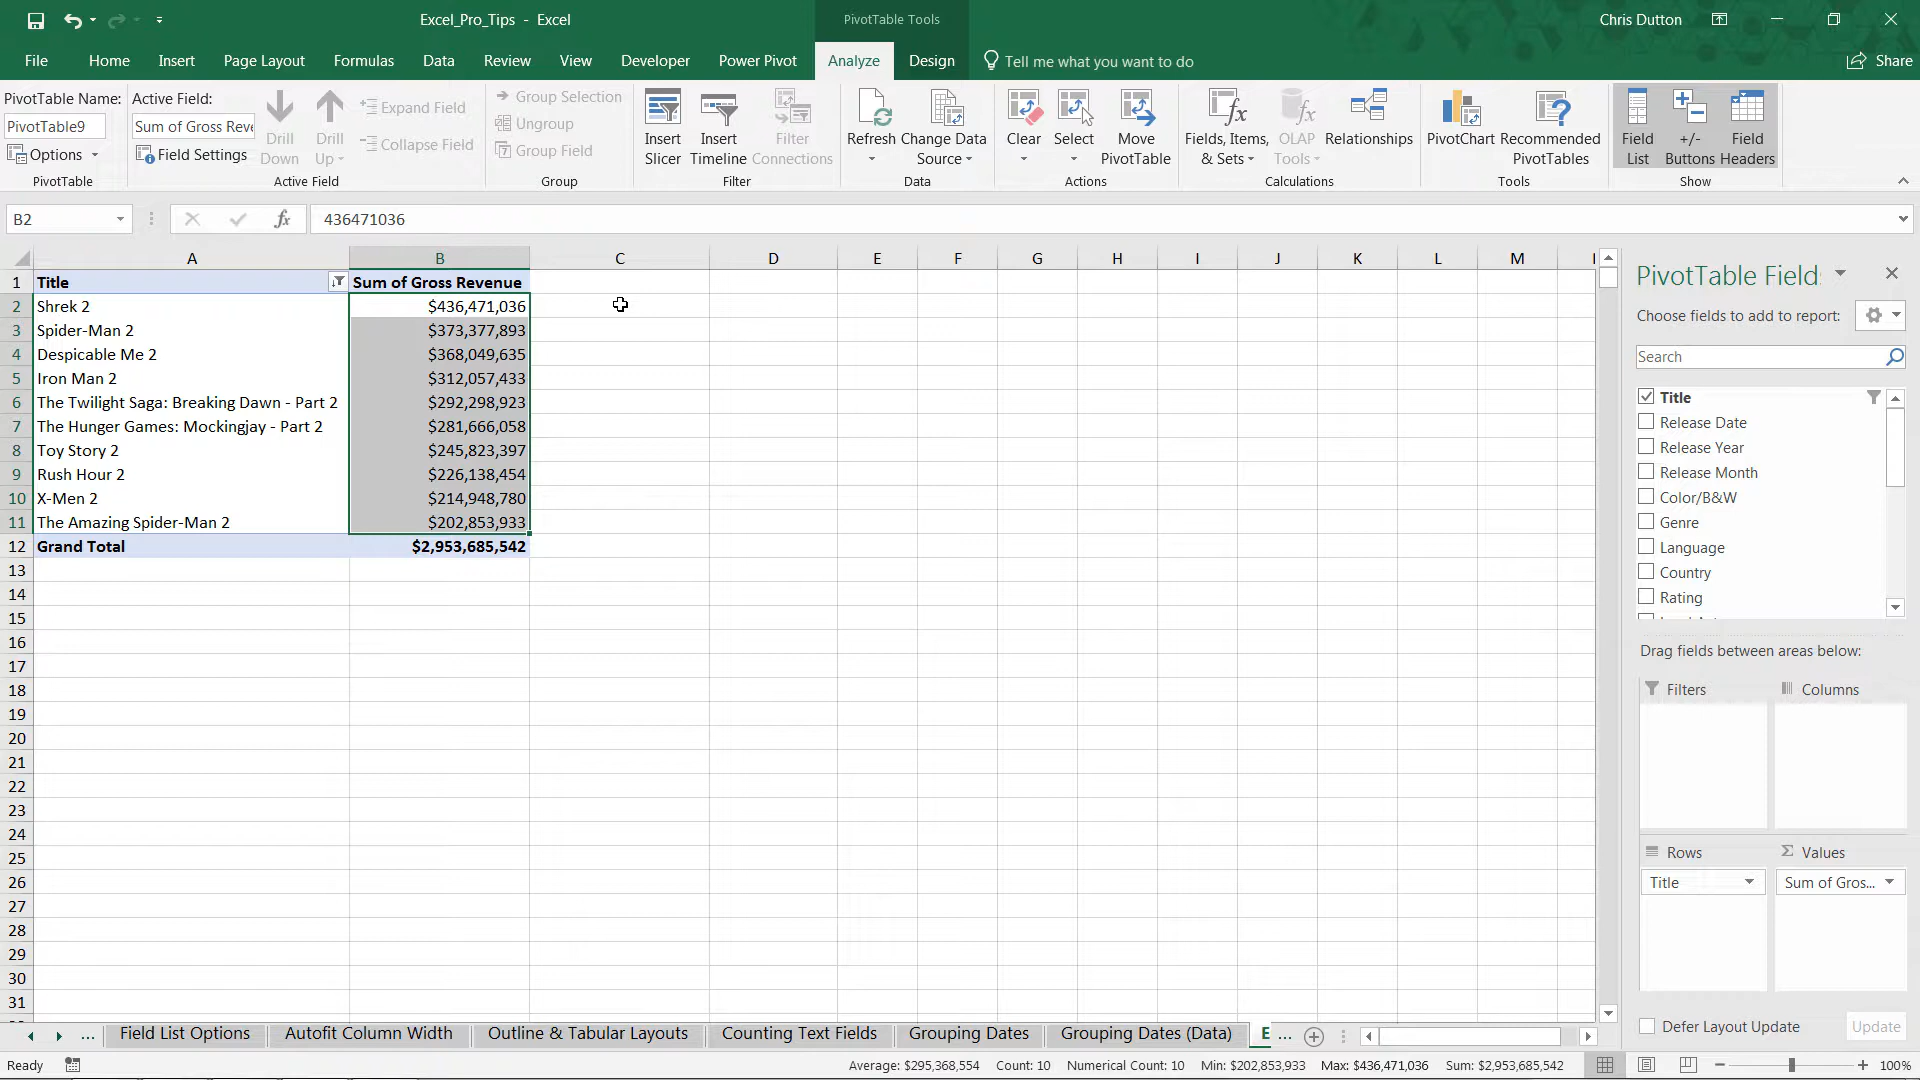 Excel_Pro_Tips - Excel
PivotTable Tools
Chris Dutton
File Home Insert Page Layout Formulas Data Review View Developer Power Pivot Analyze Design Tell me what you want to do Share
PivotTable Name:
PivotTable9
Options
PivotTable
Active Field:
Sum of Gross Reve
Field Settings
Drill Down
Drill Up
Expand Field
Collapse Field
Active Field
Group Selection
Ungroup
Group Field
Group
Insert Slicer
Insert Timeline
Filter Connections
Filter
Refresh
Change Data Source
Data
Clear
Select
Move PivotTable
Actions
Fields, Items, & Sets
OLAP Tools
Relationships
Calculations
PivotChart
Recommended PivotTables
Tools
Field List
+/- Buttons
Field Headers
Show
B2 fx 436471036
A B C D E F G H I J K L M
1 Title Sum of Gross Revenue
2 Shrek 2 $436,471,036
3 Spider-Man 2 $373,377,893
4 Despicable Me 2 $368,049,635
5 Iron Man 2 $312,057,433
6 The Twilight Saga: Breaking Dawn - Part 2 $292,298,923
7 The Hunger Games: Mockingjay - Part 2 $281,666,058
8 Toy Story 2 $245,823,397
9 Rush Hour 2 $226,138,454
10 X-Men 2 $214,948,780
11 The Amazing Spider-Man 2 $202,853,933
12 Grand Total $2,953,685,542
13
14
15
16
17
18
19
20
21
22
23
24
25
26
27
28
29
30
31
PivotTable Field
Choose fields to add to report:
Search
Title
Release Date
Release Year
Release Month
Color/B&W
Genre
Language
Country
Rating
Drag fields between areas below:
Filters Columns
Rows Σ Values
Title Sum of Gros...
Defer Layout Update Update
... Field List Options Autofit Column Width Outline & Tabular Layouts Counting Text Fields Grouping Dates Grouping Dates (Data) E ...
Ready Average: $295,368,554 Count: 10 Numerical Count: 10 Min: $202,853,933 Max: $436,471,036 Sum: $2,953,685,542 100%